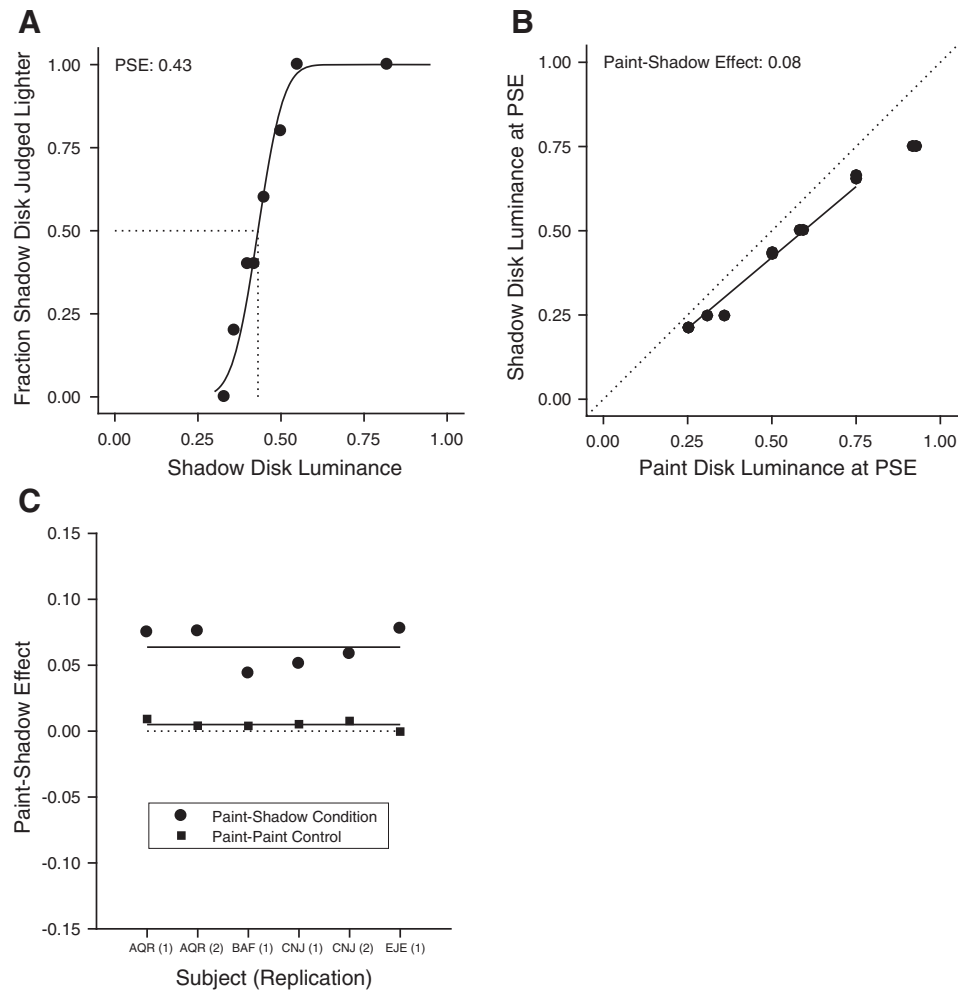 A
Fraction Shadow Disk Judged Lighter
PSE: 0.43
1.00
0.75
0.50
0.25
0.00
0.00 0.25 0.50 0.75 1.00
Shadow Disk Luminance
B
Shadow Disk Luminance at PSE
Paint-Shadow Effect: 0.08
1.00
0.75
0.50
0.25
0.00
0.00 0.25 0.50 0.75 1.00
Paint Disk Luminance at PSE
C
Paint-Shadow Effect
0.15
0.10
0.05
0.00
-0.05
-0.10
-0.15
Paint-Shadow Condition
Paint-Paint Control
AQR (1) AQR (2) BAF (1) CNJ (1) CNJ (2) EJE (1)
Subject (Replication)